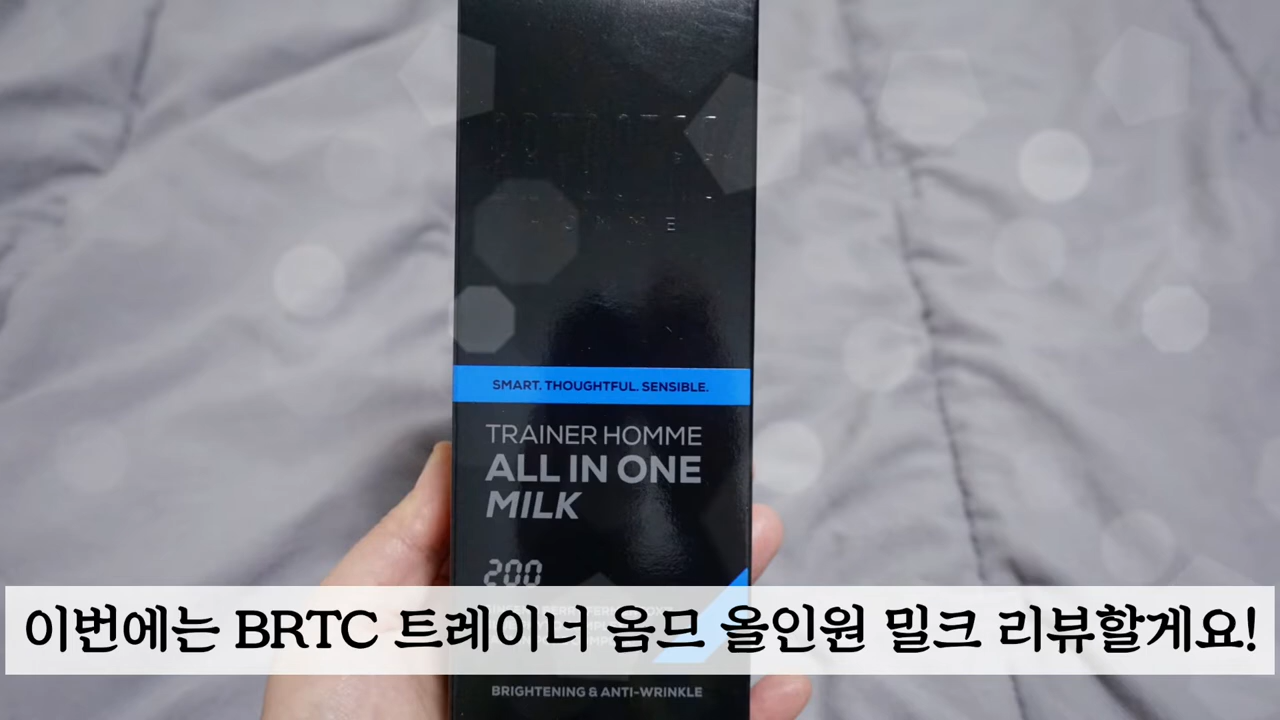 SMART. THOUGHTFUL. SENSIBLE.
TRAINER HOMME
ALL IN ONE
MILK
200
이번에는 BRTC 트레이너 옴므 올인원 밀크 리뷰할게요!
BRIGHTENING & ANTI-WRINKLE